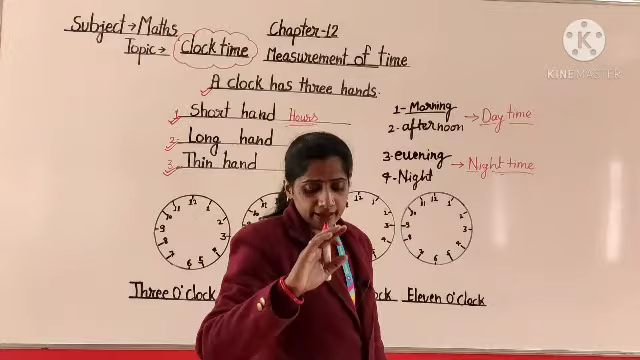 Subject → Maths
Chapter-12
Topic → Clock time
Measurement of time
A clock has three hands.
1- Short hand Hours
2- Long hand
3- Thin hand
1- Morning → Day time
2- afternoon
3- evening → Night time
4- Night
Three O'clock
ck
Eleven O'clock
K
KINEMASTER